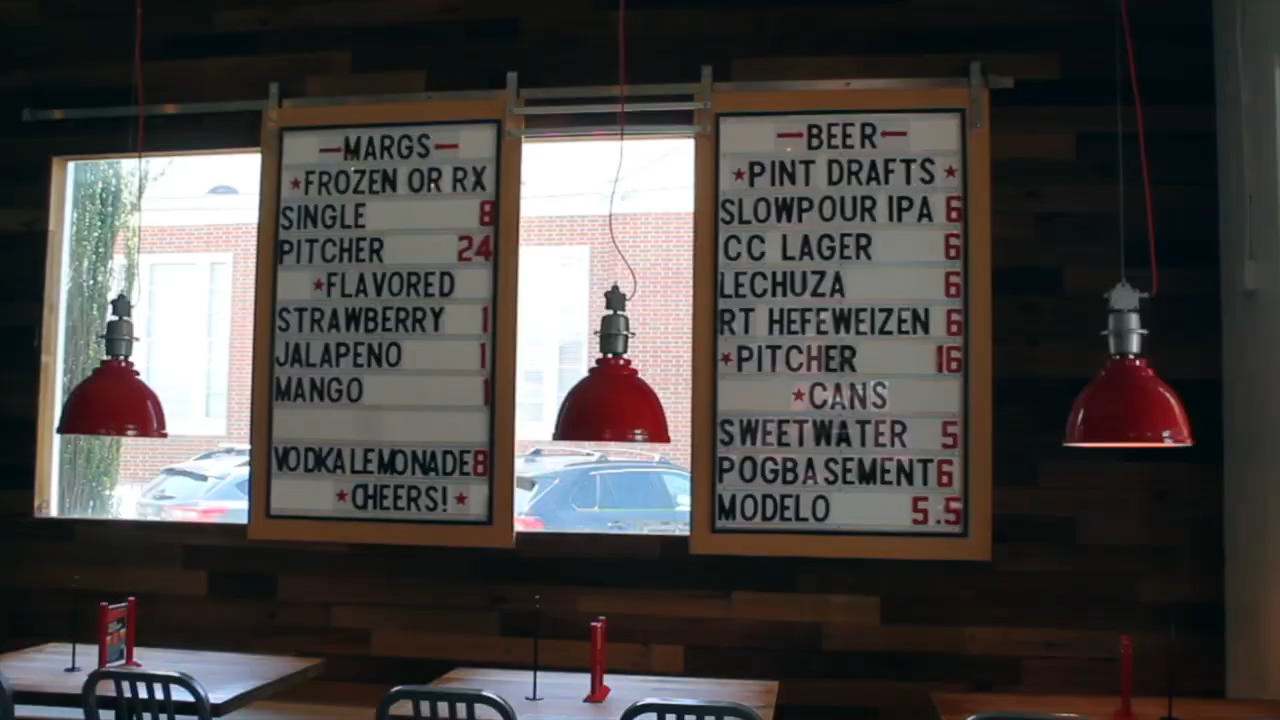 MARGS
FROZEN OR RX
SINGLE 8
PITCHER 24
FLAVORED
STRAWBERRY 1
JALAPENO 1
MANGO 1
VODKA LEMONADE 8
CHEERS!
BEER
PINT DRAFTS
SLOWPOUR IPA 6
CC LAGER 6
LECHUZA 6
RT HEFEWEIZEN 6
PITCHER 16
CANS
SWEETWATER 5
POGBASEMENT 6
MODELO 5.5